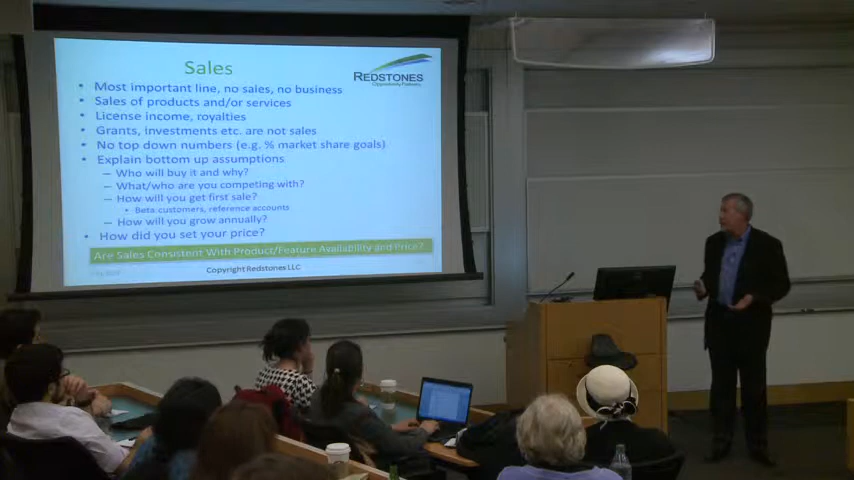 Sales
REDSTONES
Opportunity Partners
• Most important line, no sales, no business
• Sales of products and/or services
• License income, royalties
• Grants, investments etc. are not sales
• No top down numbers (e.g. % market share goals)
• Explain bottom up assumptions
– Who will buy it and why?
– What/who are you competing with?
– How will you get first sale?
• Beta customers, reference accounts
– How will you grow annually?
• How did you set your price?
Are Sales Consistent With Product/Feature Availability and Price?
Copyright Redstones LLC